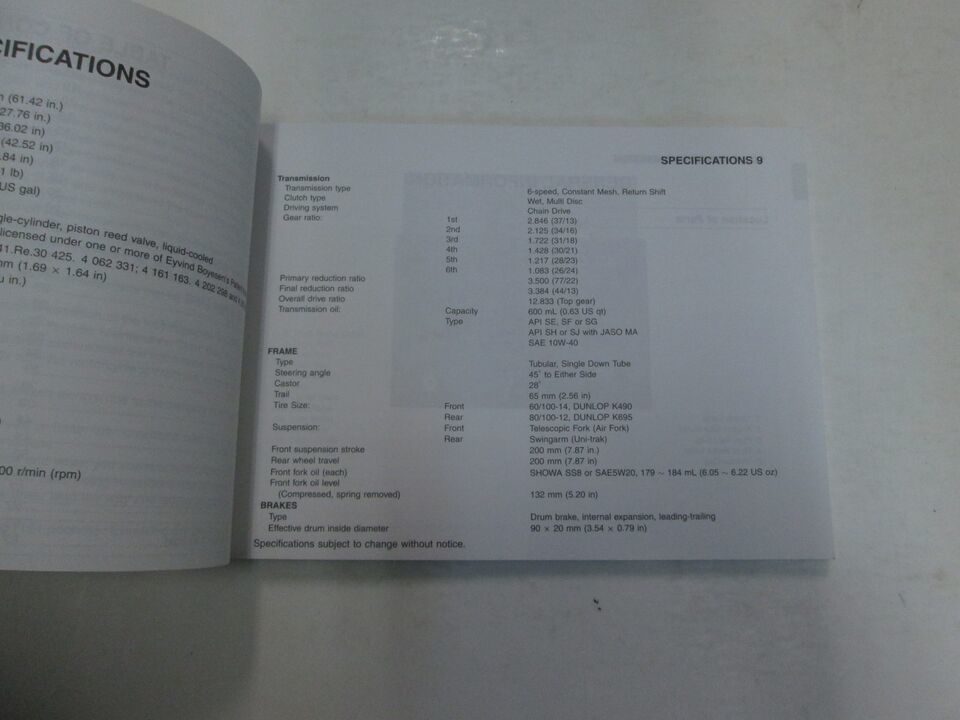 CIFICATIONS
(61.42 in.)
27.76 in.)
36.02 in)
(42.52 in)
.84 in)
lb)
US gal)
gle-cylinder, piston reed valve, liquid-cooled
licensed under one or more of Eyvind Boyesen's
41.Re.30 425. 4 062 331; 4 161 163. 4 202 298 and
mm (1.69 × 1.64 in)
u in.)
00 r/min (rpm)
SPECIFICATIONS 9
Transmission
Transmission type 6-speed, Constant Mesh, Return Shift
Clutch type Wet, Multi Disc
Driving system Chain Drive
Gear ratio: 1st 2.846 (37/13)
2nd 2.125 (34/16)
3rd 1.722 (31/18)
4th 1.428 (30/21)
5th 1.217 (28/23)
6th 1.083 (26/24)
Primary reduction ratio 3.500 (77/22)
Final reduction ratio 3.384 (44/13)
Overall drive ratio 12.833 (Top gear)
Transmission oil: Capacity 600 mL (0.63 US qt)
Type API SE, SF or SG
API SH or SJ with JASO MA
SAE 10W-40
FRAME
Type Tubular, Single Down Tube
Steering angle 45° to Either Side
Castor 28°
Trail 65 mm (2.56 in)
Tire Size: Front 60/100-14, DUNLOP K490
Rear 80/100-12, DUNLOP K695
Suspension: Front Telescopic Fork (Air Fork)
Rear Swingarm (Uni-trak)
Front suspension stroke 200 mm (7.87 in.)
Rear wheel travel 200 mm (7.87 in)
Front fork oil (each) SHOWA SS8 or SAE5W20, 179 ~ 184 mL (6.05 ~ 6.22 US oz)
Front fork oil level
(Compressed, spring removed) 132 mm (5.20 in)
BRAKES
Type Drum brake, internal expansion, leading-trailing
Effective drum inside diameter 90 × 20 mm (3.54 × 0.79 in)
Specifications subject to change without notice.